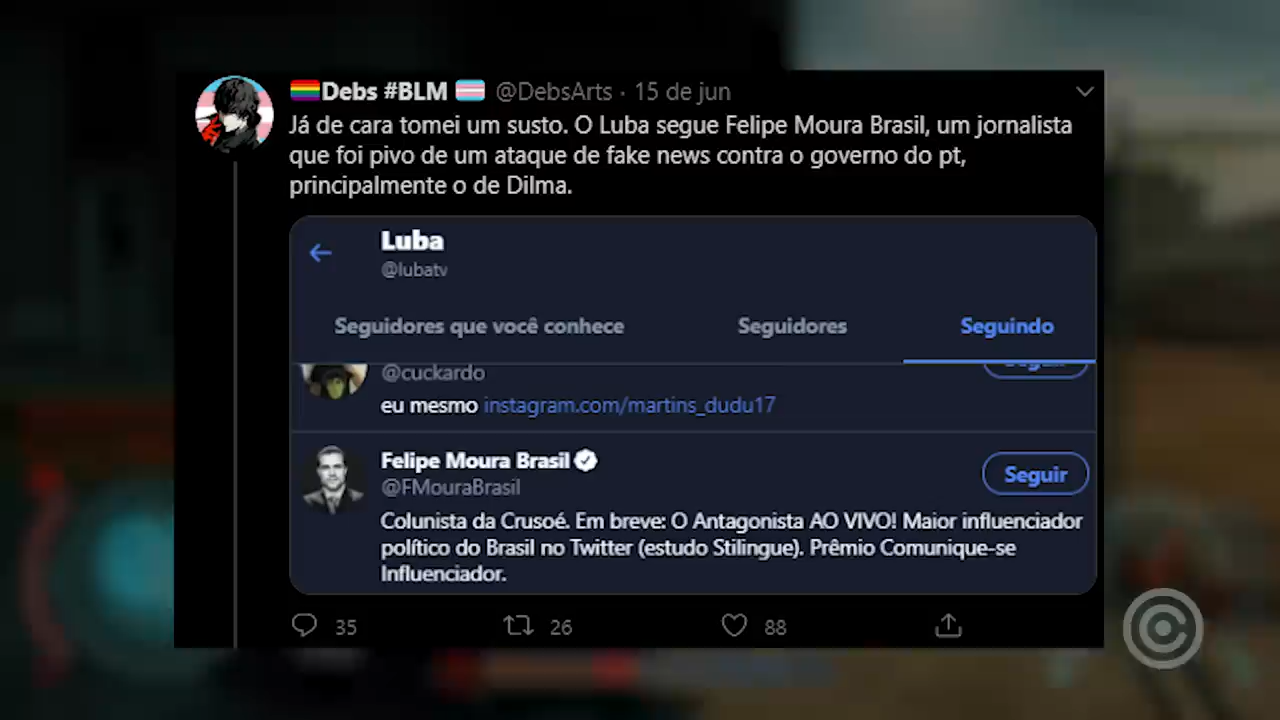 Debs #BLM @DebsArts · 15 de jun
Já de cara tomei um susto. O Luba segue Felipe Moura Brasil, um jornalista
que foi pivo de um ataque de fake news contra o governo do pt,
principalmente o de Dilma.
Luba
@lubatv
Seguidores que você conhece Seguidores Seguindo
@cuckardo Seguir
eu mesmo instagram.com/martins_dudu17
Felipe Moura Brasil
@FMouraBrasil Seguir
Colunista da Crusoé. Em breve: O Antagonista AO VIVO! Maior influenciador
político do Brasil no Twitter (estudo Stilingue). Prêmio Comunique-se
Influenciador.
35 26 88